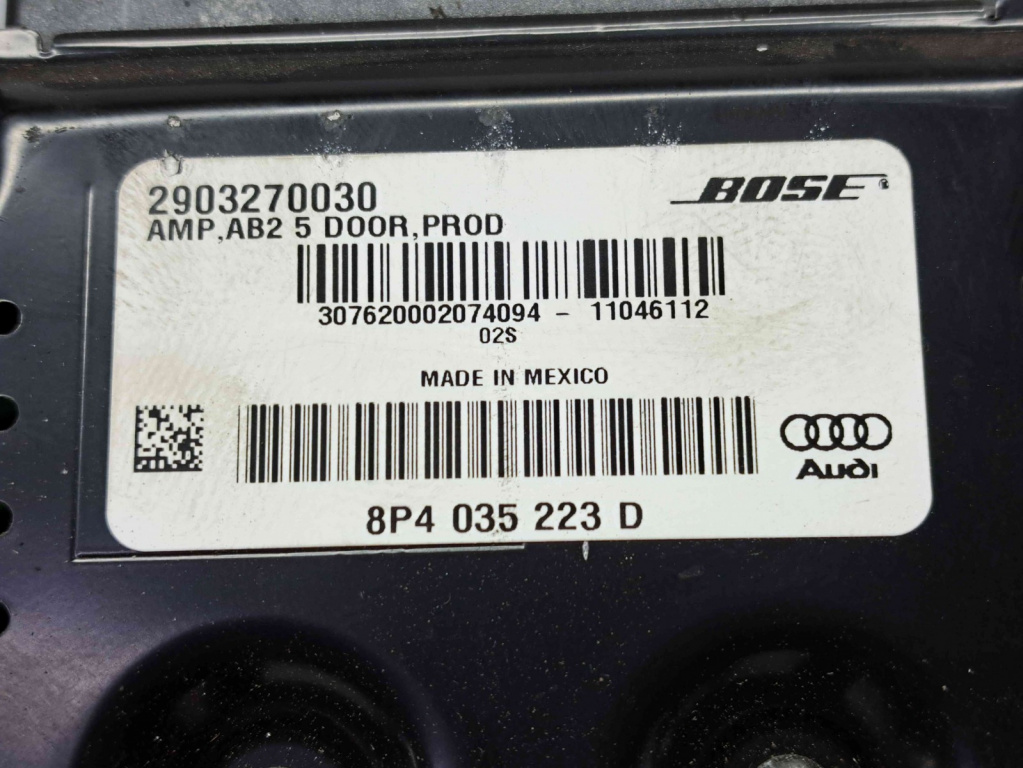 2903270030
BOSE
AMP,AB2 5 DOOR,PROD
307620002074094 - 11046112
02S
MADE IN MEXICO
Audi
8P4 035 223 D